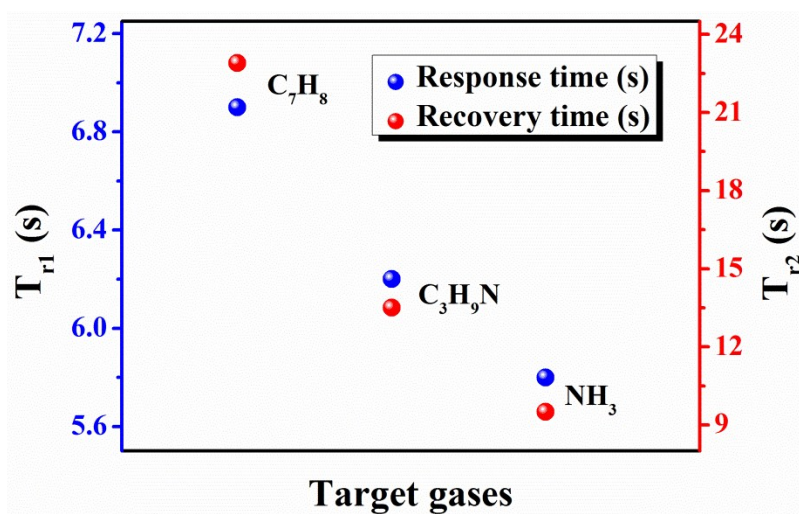 7.2
6.8
6.4
6.0
5.6
T_r1 (s)
C₇H₈
C₃H₉N
NH₃
Response time (s)
Recovery time (s)
24
21
18
15
12
9
T_r2 (s)
Target gases